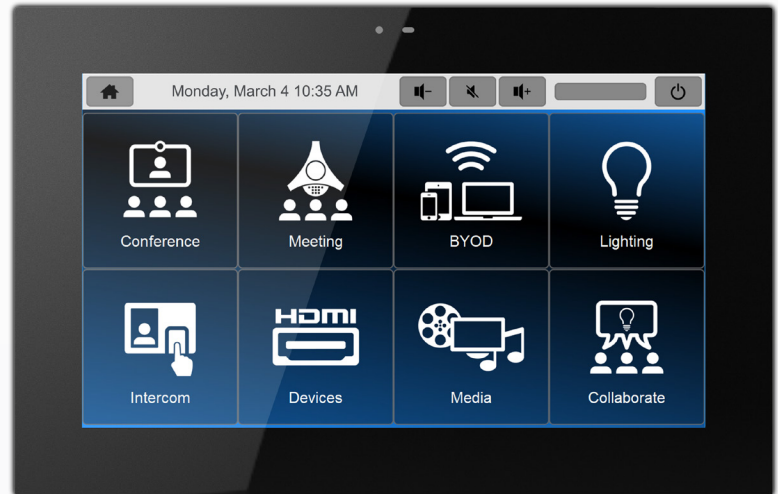 Monday, March 4 10:35 AM
Conference
Meeting
BYOD
Lighting
HDMI
Intercom
Devices
Media
Collaborate